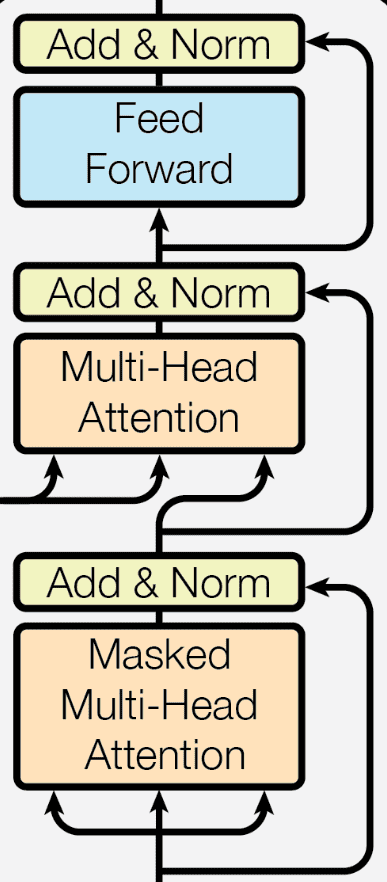 Add & Norm
Feed
Forward
Add & Norm
Multi-Head
Attention
Add & Norm
Masked
Multi-Head
Attention